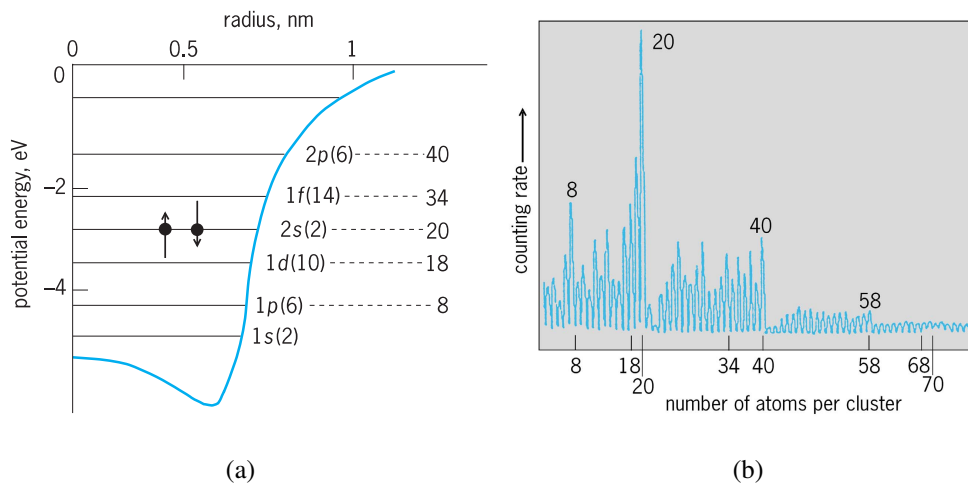 radius, nm
0 0.5 1
0
potential energy, eV
–2
–4
2p(6) 40
1f(14) 34
2s(2) 20
1d(10) 18
1p(6) 8
1s(2)
(a)
counting rate
20
8
40
58
8 18 34 40 58 68
20 70
number of atoms per cluster
(b)